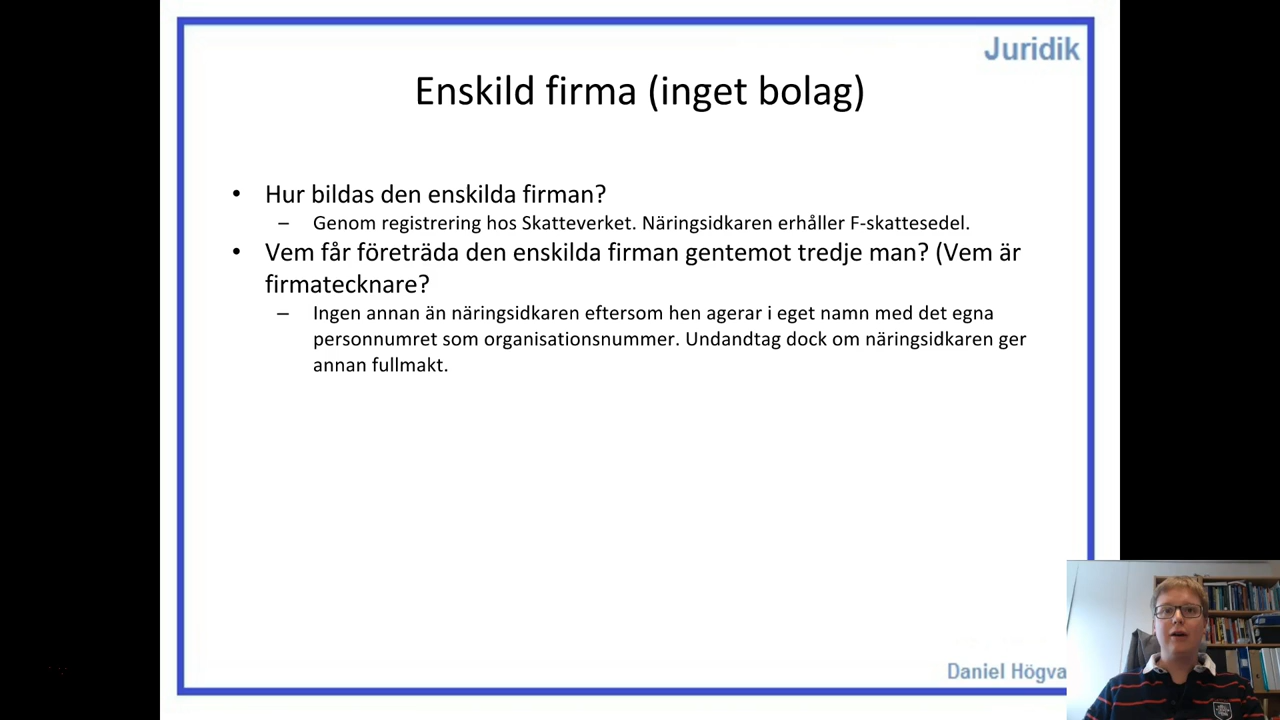 Juridik
Enskild firma (inget bolag)
• Hur bildas den enskilda firman?
– Genom registrering hos Skatteverket. Näringsidkaren erhåller F-skattesedel.
• Vem får företräda den enskilda firman gentemot tredje man? (Vem är
firmatecknare?
– Ingen annan än näringsidkaren eftersom hen agerar i eget namn med det egna
personnumret som organisationsnummer. Undandtag dock om näringsidkaren ger
annan fullmakt.
Daniel Högva